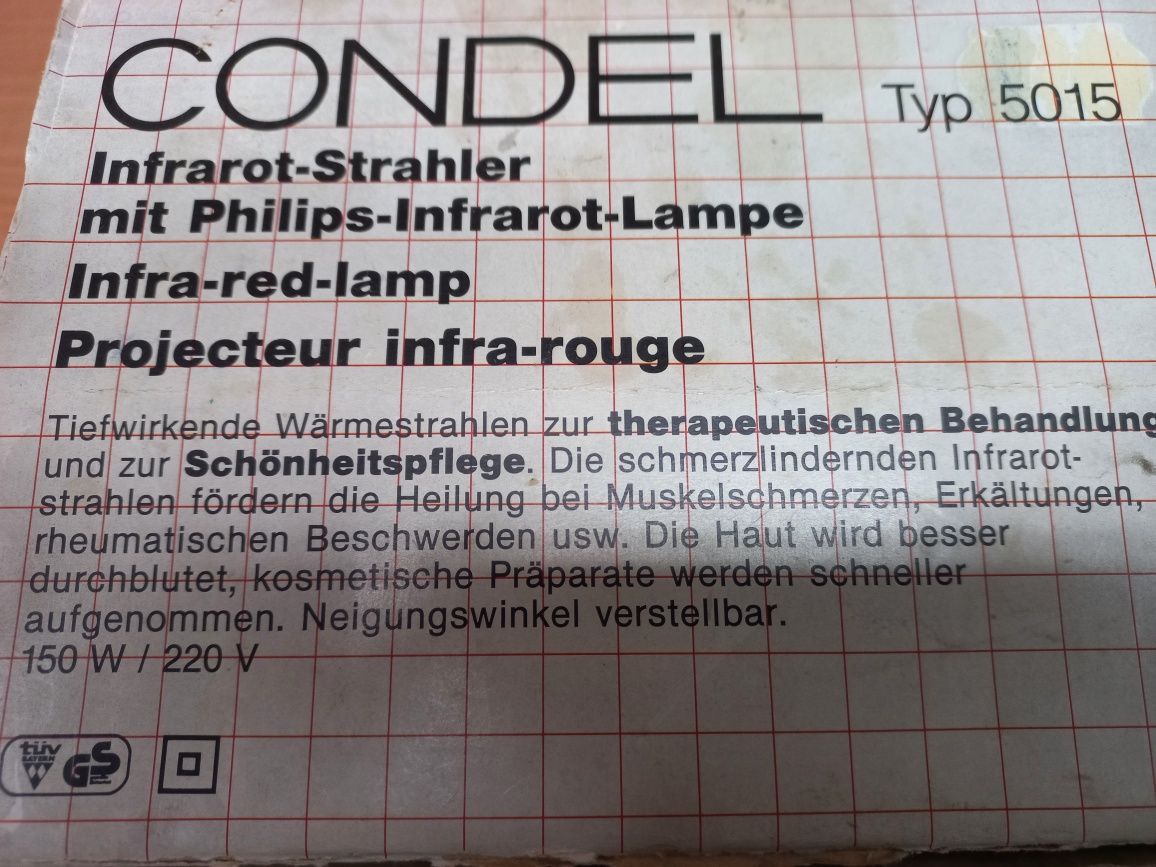 CONDEL Typ 5015
Infrarot-Strahler
mit Philips-Infrarot-Lampe
Infra-red-lamp
Projecteur infra-rouge
Tiefwirkende Wärmestrahlen zur therapeutischen Behandlung
und zur Schönheitspflege. Die schmerzlindernden Infrarot-
strahlen fördern die Heilung bei Muskelschmerzen, Erkältungen,
rheumatischen Beschwerden usw. Die Haut wird besser
durchblutet, kosmetische Präparate werden schneller
aufgenommen. Neigungswinkel verstellbar.
150 W / 220 V
TÜV BAYERN GS